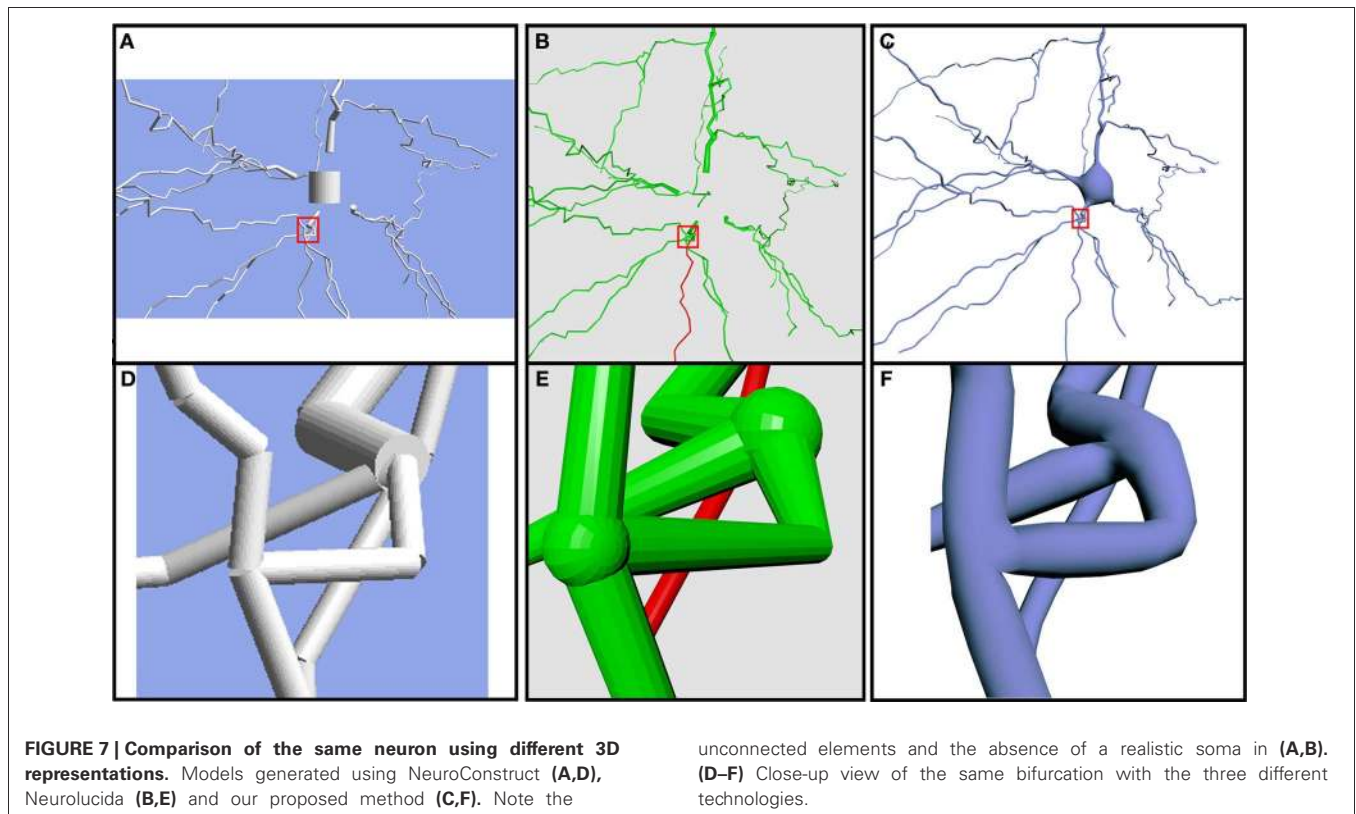 A
B
C
D
E
F
FIGURE 7 | Comparison of the same neuron using different 3D
representations. Models generated using NeuroConstruct (A,D),
Neurolucida (B,E) and our proposed method (C,F). Note the
unconnected elements and the absence of a realistic soma in (A,B).
(D–F) Close-up view of the same bifurcation with the three different
technologies.